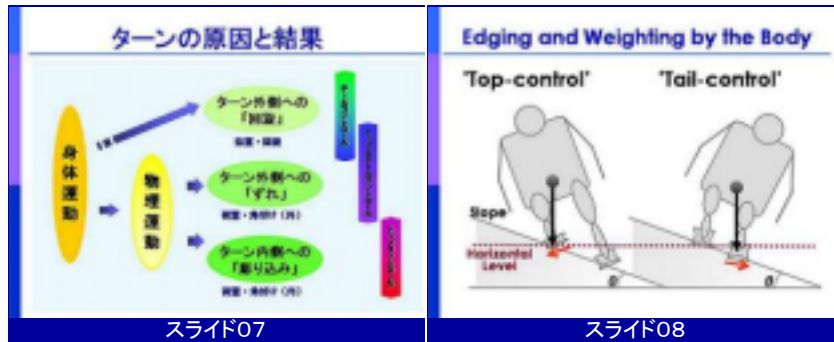 ターンの原因と結果
身体運動
物理運動
ターン外側への
「回旋」
ターン外側への
「ずれ」
ターン内側への
「彫り込み」
スライド07
Edging and Weighting by the Body
'Top-control'
'Tail-control'
Slope
Horizontal
Level
θ
θ
スライド08